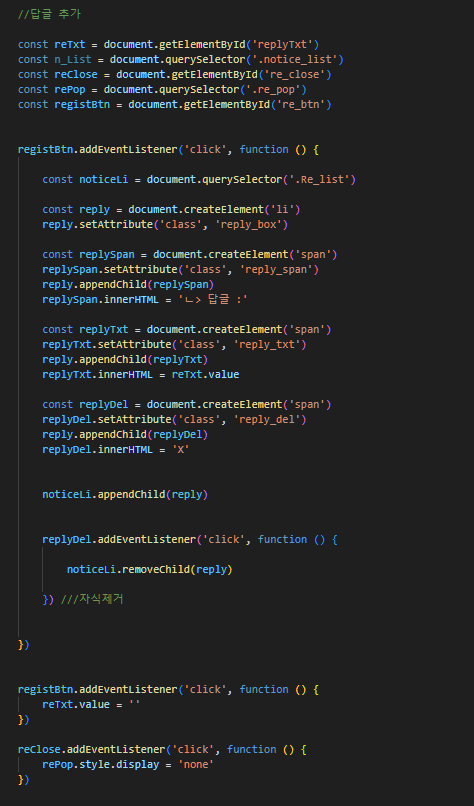 //답글 추가
const reTxt = document.getElementById('replyTxt')
const n_List = document.querySelector('.notice_list')
const reClose = document.getElementById('re_close')
const rePop = document.querySelector('.re_pop')
const registBtn = document.getElementById('re_btn')
registBtn.addEventListener('click', function () {
const noticeLi = document.querySelector('.Re_list')
const reply = document.createElement('li')
reply.setAttribute('class', 'reply_box')
const replySpan = document.createElement('span')
replySpan.setAttribute('class', 'reply_span')
reply.appendChild(replySpan)
replySpan.innerHTML = 'ㄴ> 답글 :'
const replyTxt = document.createElement('span')
replyTxt.setAttribute('class', 'reply_txt')
reply.appendChild(replyTxt)
replyTxt.innerHTML = reTxt.value
const replyDel = document.createElement('span')
replyDel.setAttribute('class', 'reply_del')
reply.appendChild(replyDel)
replyDel.innerHTML = 'X'
noticeLi.appendChild(reply)
replyDel.addEventListener('click', function () {
noticeLi.removeChild(reply)
}) ///자식제거
})
registBtn.addEventListener('click', function () {
reTxt.value = ''
})
reClose.addEventListener('click', function () {
rePop.style.display = 'none'
})